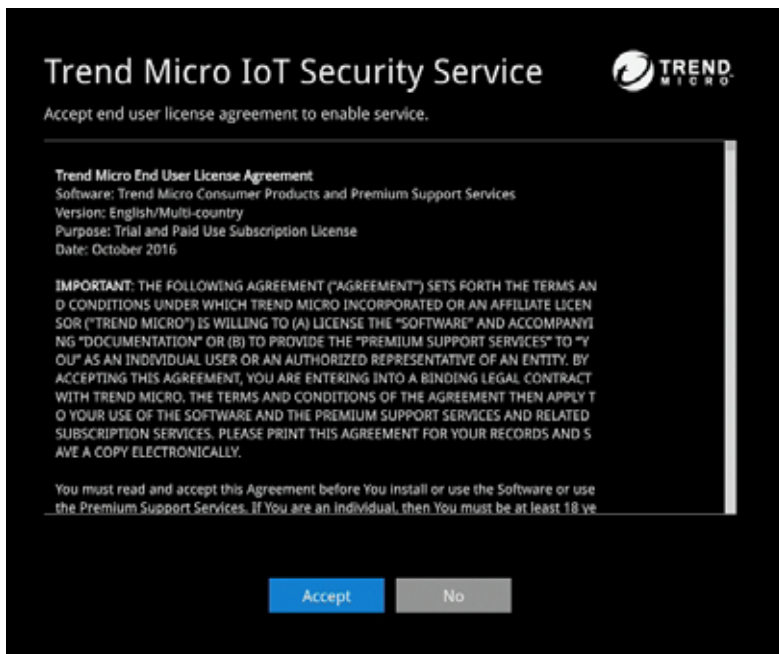 Trend Micro IoT Security Service
TREND
MICRO
Accept end user license agreement to enable service.
Trend Micro End User License Agreement
Software: Trend Micro Consumer Products and Premium Support Services
Version: English/Multi-country
Purpose: Trial and Paid Use Subscription License
Date: October 2016
IMPORTANT: THE FOLLOWING AGREEMENT ("AGREEMENT") SETS FORTH THE TERMS AN
D CONDITIONS UNDER WHICH TREND MICRO INCORPORATED OR AN AFFILIATE LICEN
SOR ("TREND MICRO") IS WILLING TO (A) LICENSE THE "SOFTWARE" AND ACCOMPANYI
NG "DOCUMENTATION" OR (B) TO PROVIDE THE "PREMIUM SUPPORT SERVICES" TO "Y
OU" AS AN INDIVIDUAL USER OR AN AUTHORIZED REPRESENTATIVE OF AN ENTITY. BY
ACCEPTING THIS AGREEMENT, YOU ARE ENTERING INTO A BINDING LEGAL CONTRACT
WITH TREND MICRO. THE TERMS AND CONDITIONS OF THE AGREEMENT THEN APPLY T
O YOUR USE OF THE SOFTWARE AND THE PREMIUM SUPPORT SERVICES AND RELATED
SUBSCRIPTION SERVICES. PLEASE PRINT THIS AGREEMENT FOR YOUR RECORDS AND S
AVE A COPY ELECTRONICALLY.
You must read and accept this Agreement before You install or use the Software or use
the Premium Support Services. If You are an individual, then You must be at least 18 ye
Accept
No